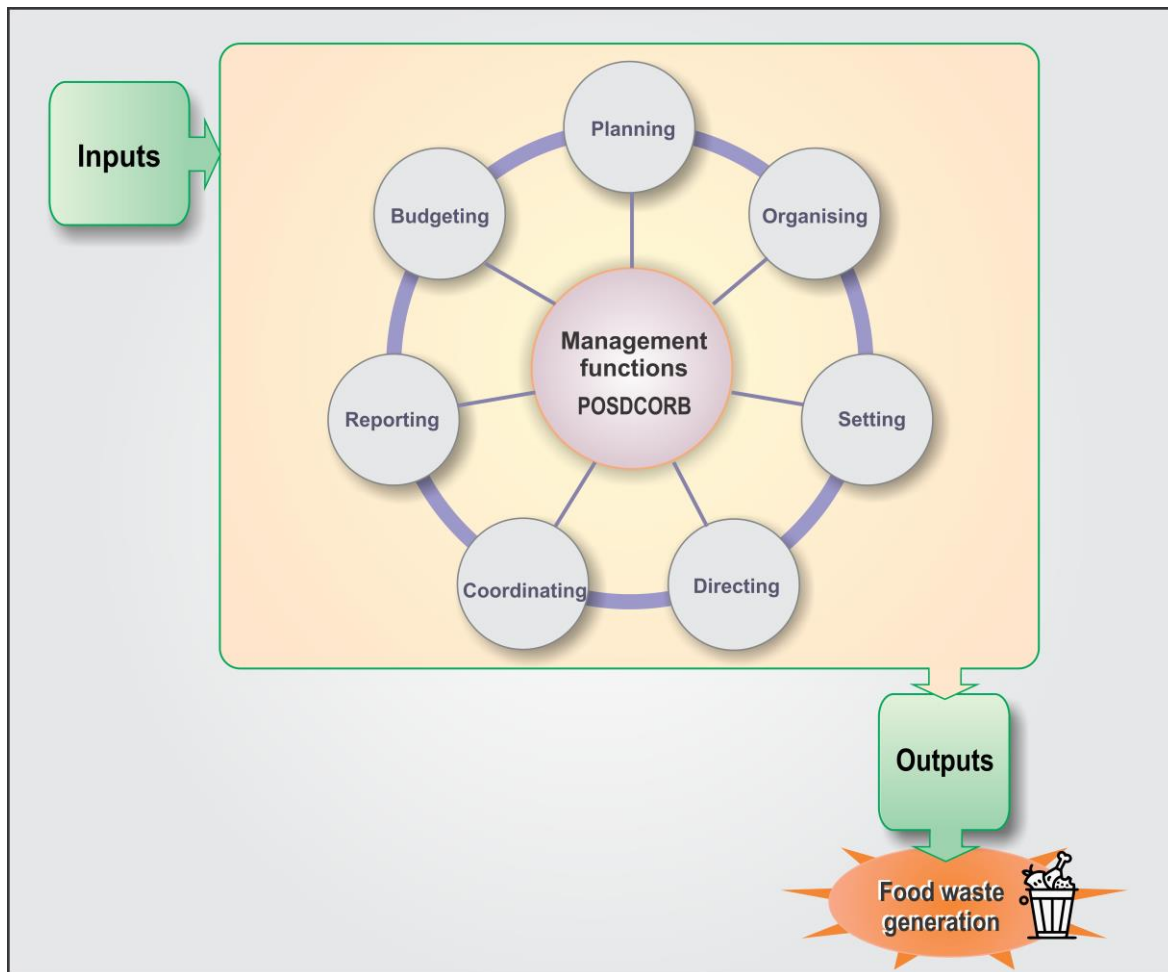 Inputs
Planning
Organising
Setting
Directing
Coordinating
Reporting
Budgeting
Management
functions
POSDCORB
Outputs
Food waste
generation